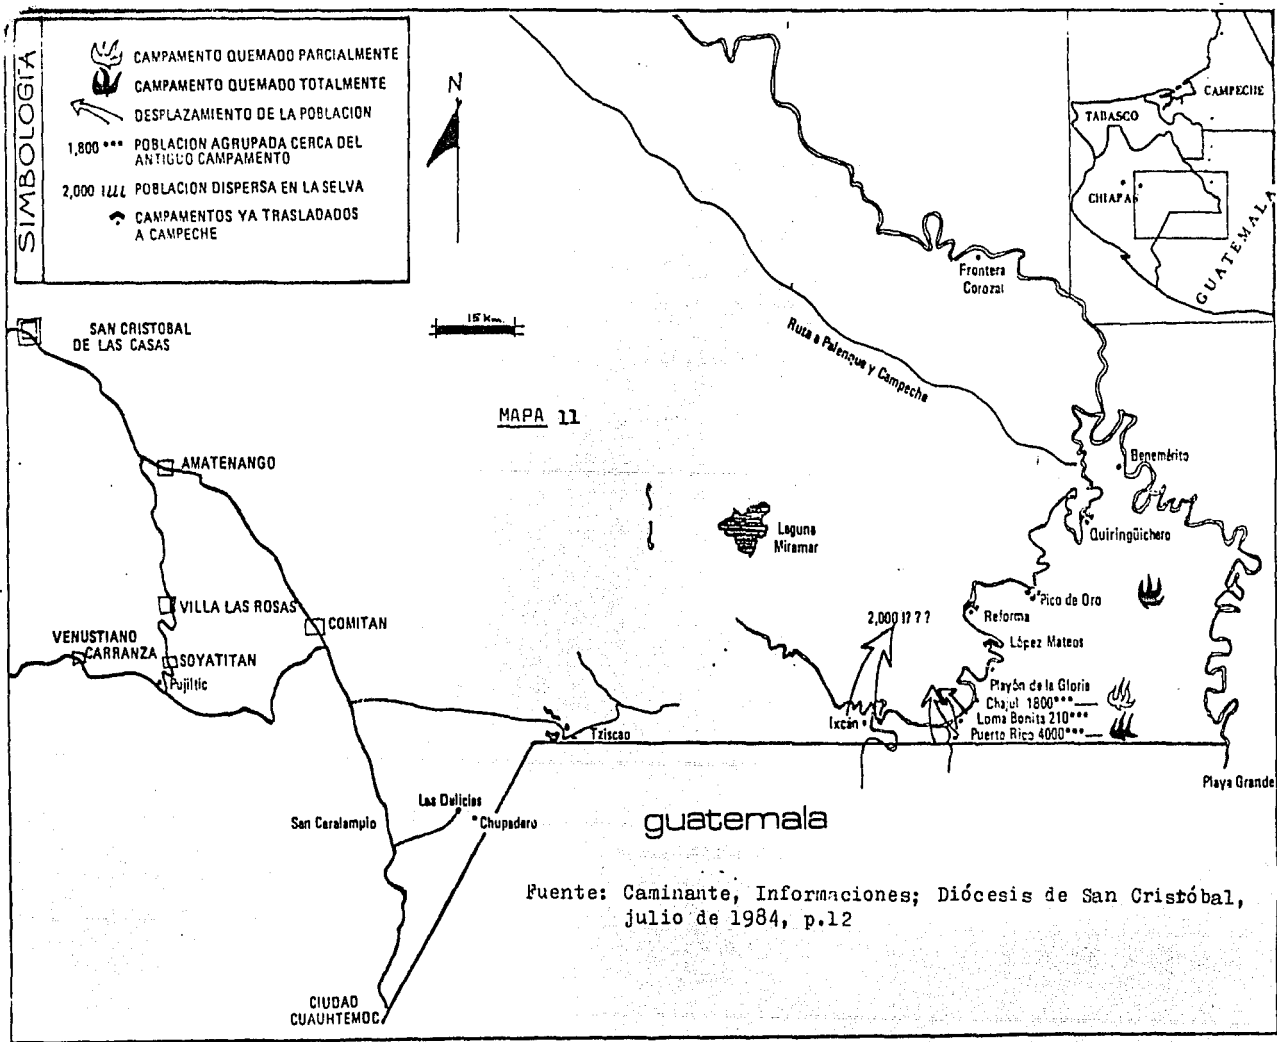 SIMBOLOGÍA
CAMPAMENTO QUEMADO PARCIALMENTE
CAMPAMENTO QUEMADO TOTALMENTE
DESPLAZAMIENTO DE LA POBLACION
1,800 *** POBLACION AGRUPADA CERCA DEL
ANTIGUO CAMPAMENTO
2,000 POBLACION DISPERSA EN LA SELVA
CAMPAMENTOS YA TRASLADADOS
A CAMPECHE
N
15 Km.
MAPA 11
CAMPECHE
TABASCO
CHIAPAS
GUATEMALA
Frontera
Corozal
Ruta a Palenque y Campeche
SAN CRISTOBAL
DE LAS CASAS
AMATENANGO
VILLA LAS ROSAS
COMITAN
VENUSTIANO
CARRANZA
SOYATITAN
Pujiltic
Laguna
Miramar
Benemérito
Quiringüichero
Pico de Oro
Reforma
López Mateos
2,000 1???
Playón de la Gloria
Chajul 1800***
Loma Bonita 210***
Puerto Rico 4000***
Ixcán
Tziscao
Playa Grande
Las Delicias
Chupadero
San Caralampio
guatemala
CIUDAD
CUAUHTEMOC
Fuente: Caminante, Informaciones; Diócesis de San Cristóbal,
julio de 1984, p.12